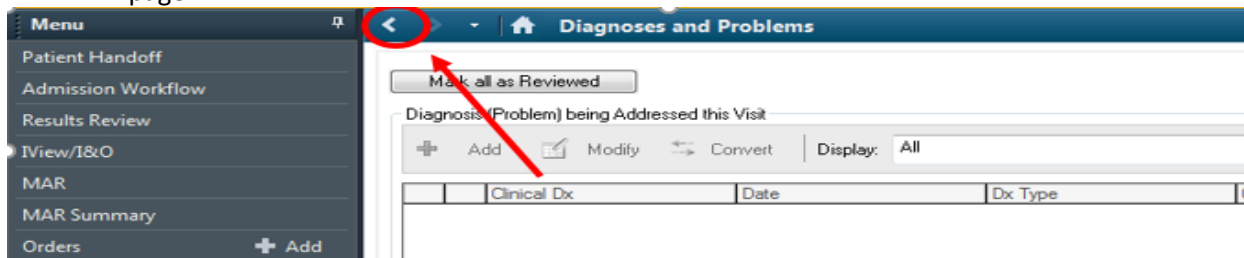 page
Menu
Patient Handoff
Admission Workflow
Results Review
IView/I&O
MAR
MAR Summary
Orders + Add
Diagnoses and Problems
Mark all as Reviewed
Diagnosis (Problem) being Addressed this Visit
Add Modify Convert Display: All
Clinical Dx Date Dx Type